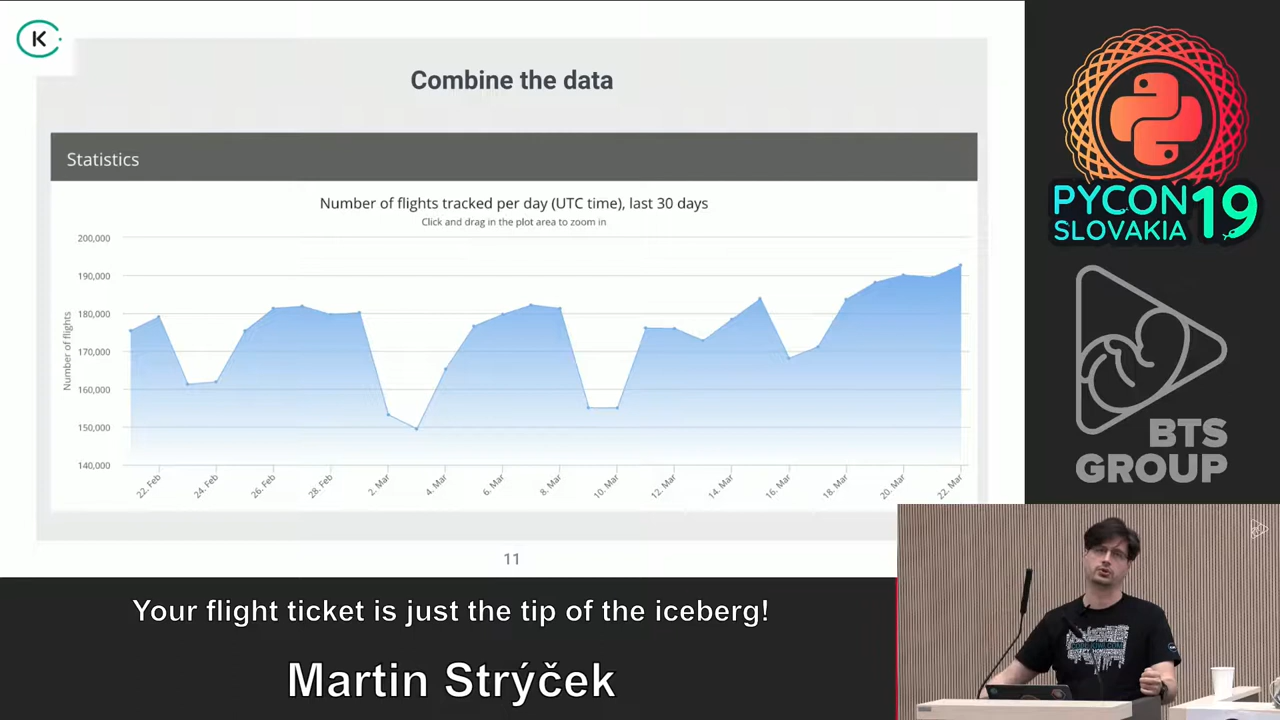 K
Combine the data
Statistics
Number of flights tracked per day (UTC time), last 30 days
Click and drag in the plot area to zoom in
Number of flights
200,000
190,000
180,000
170,000
160,000
150,000
140,000
22. Feb
24. Feb
26. Feb
28. Feb
2. Mar
4. Mar
6. Mar
8. Mar
10. Mar
12. Mar
14. Mar
16. Mar
18. Mar
20. Mar
22. Mar
11
PYCON
SLOVAKIA
19
BTS
GROUP
Your flight ticket is just the tip of the iceberg!
Martin Strýček